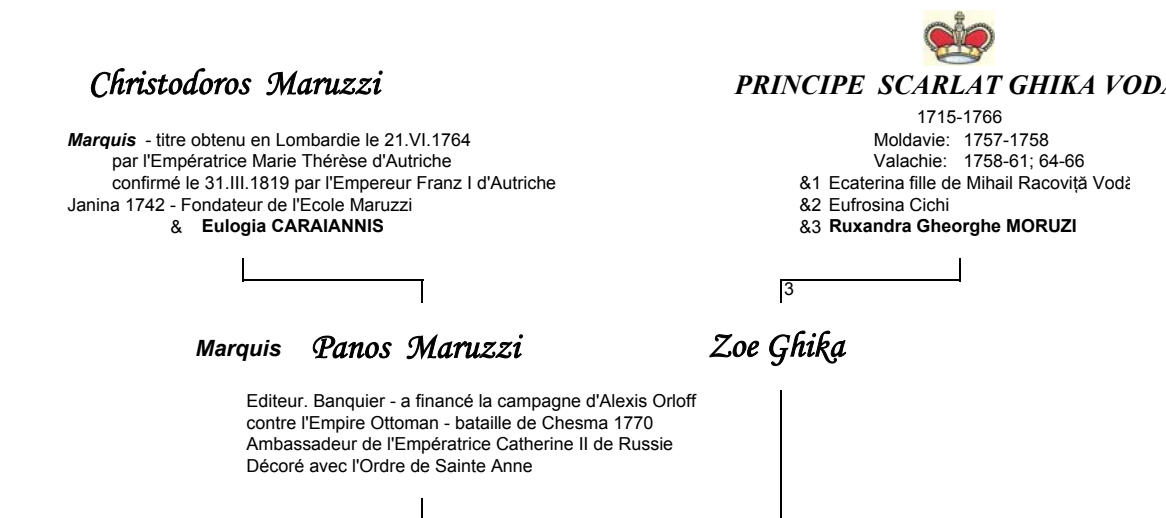 Christodoros Maruzzi
Marquis - titre obtenu en Lombardie le 21.VI.1764
par l'Empératrice Marie Thérèse d'Autriche
confirmé le 31.III.1819 par l'Empereur Franz I d'Autriche
Janina 1742 - Fondateur de l'Ecole Maruzzi
& Eulogia CARAIANNIS
PRINCIPE SCARLAT GHIKA VODA
1715-1766
Moldavie: 1757-1758
Valachie: 1758-61; 64-66
&1 Ecaterina fille de Mihail Racoviță Vodà
&2 Eufrosina Cichi
&3 Ruxandra Gheorghe MORUZI
3
Marquis Panos Maruzzi
Zoe Ghika
Editeur. Banquier - a financé la campagne d'Alexis Orloff
contre l'Empire Ottoman - bataille de Chesma 1770
Ambassadeur de l'Empératrice Catherine II de Russie
Décoré avec l'Ordre de Sainte Anne